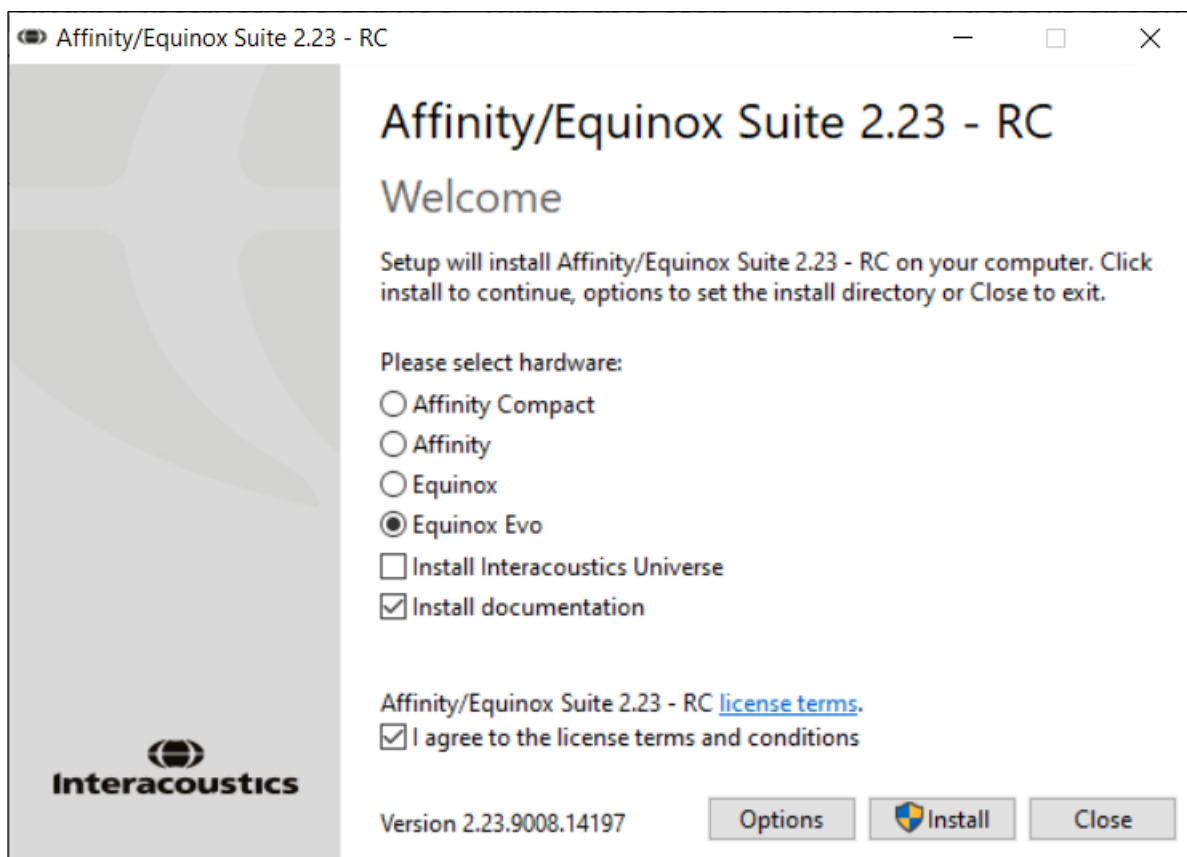 Affinity/Equinox Suite 2.23 - RC
Affinity/Equinox Suite 2.23 - RC
Welcome
Setup will install Affinity/Equinox Suite 2.23 - RC on your computer. Click
install to continue, options to set the install directory or Close to exit.
Please select hardware:
Affinity Compact
Affinity
Equinox
Equinox Evo
Install Interacoustics Universe
Install documentation
Affinity/Equinox Suite 2.23 - RC license terms.
I agree to the license terms and conditions
Interacoustics
Version 2.23.9008.14197
Options
Install
Close